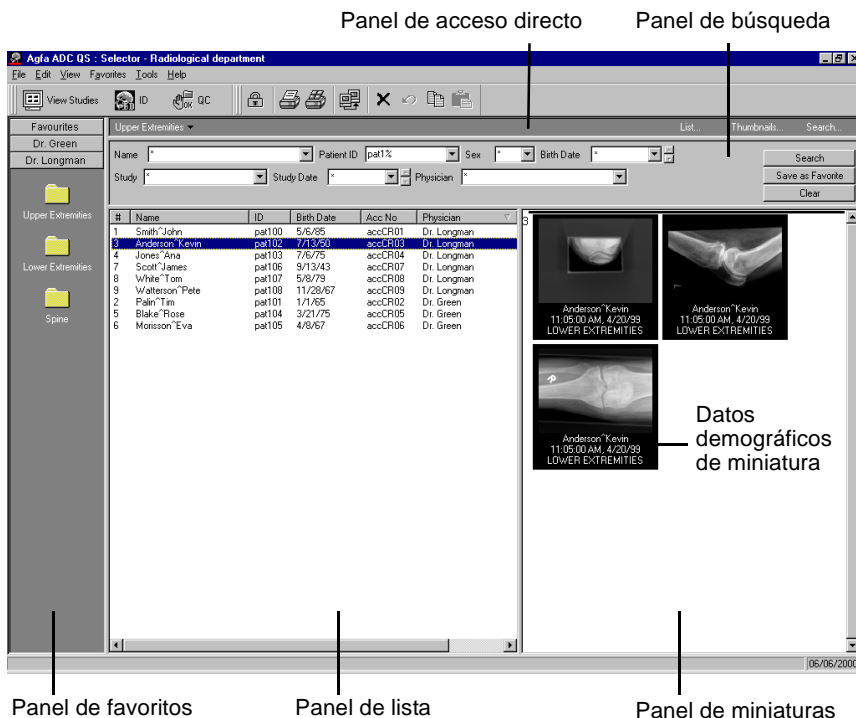 Panel de acceso directo
Panel de búsqueda
Agfa ADC QS : Selector - Radiological department
File Edit View Favorites Tools Help
View Studies ID OK QC
Favourites
Dr. Green
Dr. Longman
Upper Extremities
Lower Extremities
Spine
Upper Extremities List... Thumbnails... Search...
Name * Patient ID pat1% Sex * Birth Date *
Study * Study Date * Physician *
Search
Save as Favorite
Clear
# Name ID Birth Date Acc No Physician
1 Smith^John pat100 5/6/85 accCR01 Dr. Longman
3 Anderson^Kevin pat102 7/13/50 accCR03 Dr. Longman
4 Jones^Ana pat103 7/6/75 accCR04 Dr. Longman
7 Scott^James pat106 9/13/43 accCR07 Dr. Longman
8 White^Tom pat107 5/8/79 accCR08 Dr. Longman
9 Watterson^Pete pat108 11/28/67 accCR09 Dr. Longman
2 Palin^Tim pat101 1/1/65 accCR02 Dr. Green
5 Blake^Rose pat104 3/21/75 accCR05 Dr. Green
6 Morisson^Eva pat105 4/8/67 accCR06 Dr. Green
3
Anderson^Kevin
11:05:00 AM, 4/20/99
LOWER EXTREMITIES
Anderson^Kevin
11:05:00 AM, 4/20/99
LOWER EXTREMITIES
R
Anderson^Kevin
11:05:00 AM, 4/20/99
LOWER EXTREMITIES
Datos
demográficos
de miniatura
06/06/2000
Panel de favoritos
Panel de lista
Panel de miniaturas